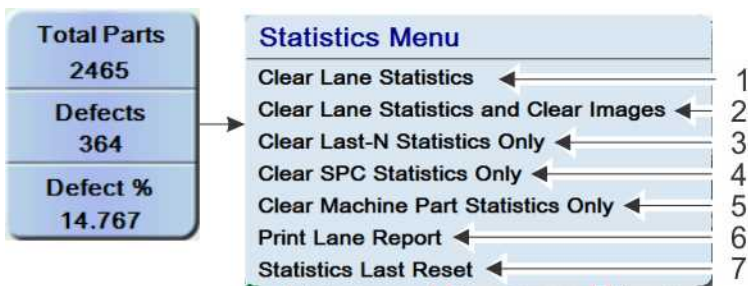 Total Parts
2465
Defects
364
Defect %
14.767
Statistics Menu
Clear Lane Statistics 1
Clear Lane Statistics and Clear Images 2
Clear Last-N Statistics Only 3
Clear SPC Statistics Only 4
Clear Machine Part Statistics Only 5
Print Lane Report 6
Statistics Last Reset 7